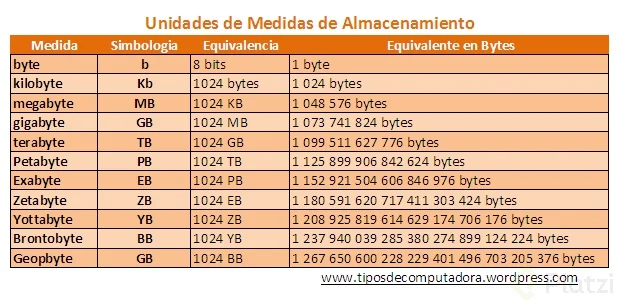 Unidades de Medidas de Almacenamiento
Medida Simbologia Equivalencia Equivalente en Bytes
byte b 8 bits 1 byte
kilobyte Kb 1024 bytes 1 024 bytes
megabyte MB 1024 KB 1 048 576 bytes
gigabyte GB 1024 MB 1 073 741 824 bytes
terabyte TB 1024 GB 1 099 511 627 776 bytes
Petabyte PB 1024 TB 1 125 899 906 842 624 bytes
Exabyte EB 1024 PB 1 152 921 504 606 846 976 bytes
Zetabyte ZB 1024 EB 1 180 591 620 717 411 303 424 bytes
Yottabyte YB 1024 ZB 1 208 925 819 614 629 174 706 176 bytes
Brontobyte BB 1024 YB 1 237 940 039 285 380 274 899 124 224 bytes
Geopbyte GB 1024 BB 1 267 650 600 228 229 401 496 703 205 376 bytes
www.tiposdecomputadora.wordpress.com